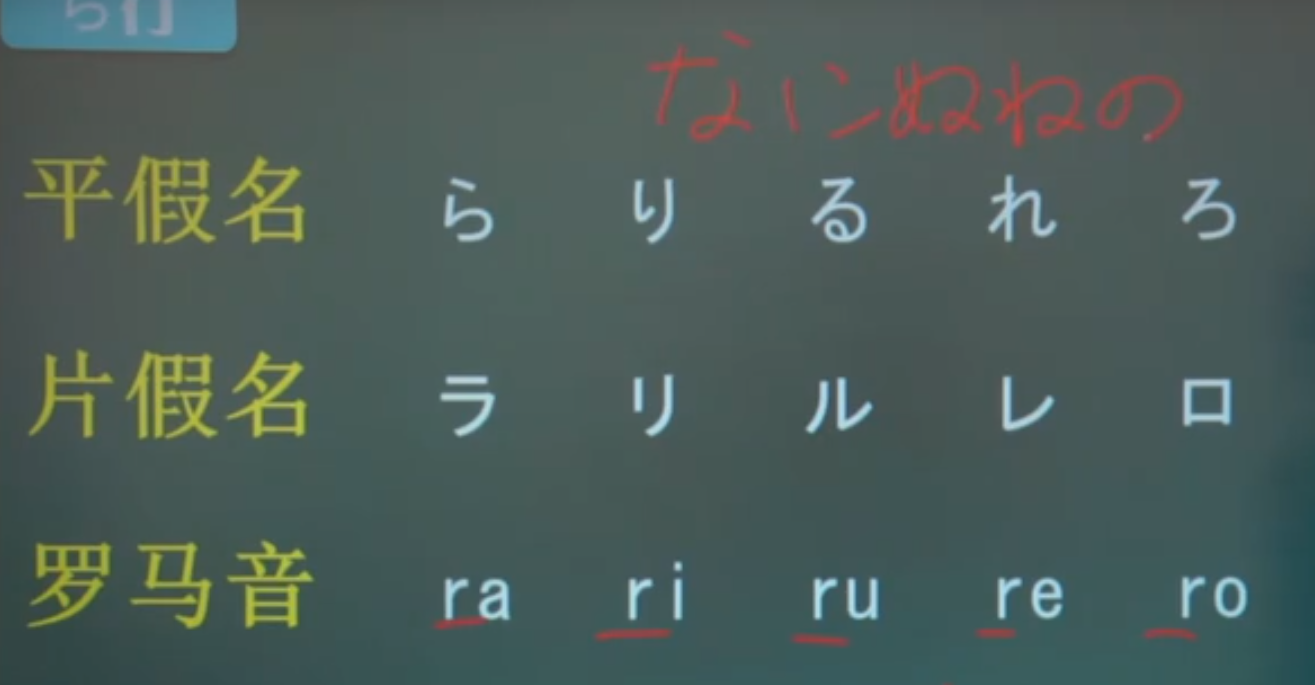 ら行
なにぬねの
平假名 ら り る れ ろ
片假名 ラ リ ル レ ロ
罗马音 ra ri ru re ro